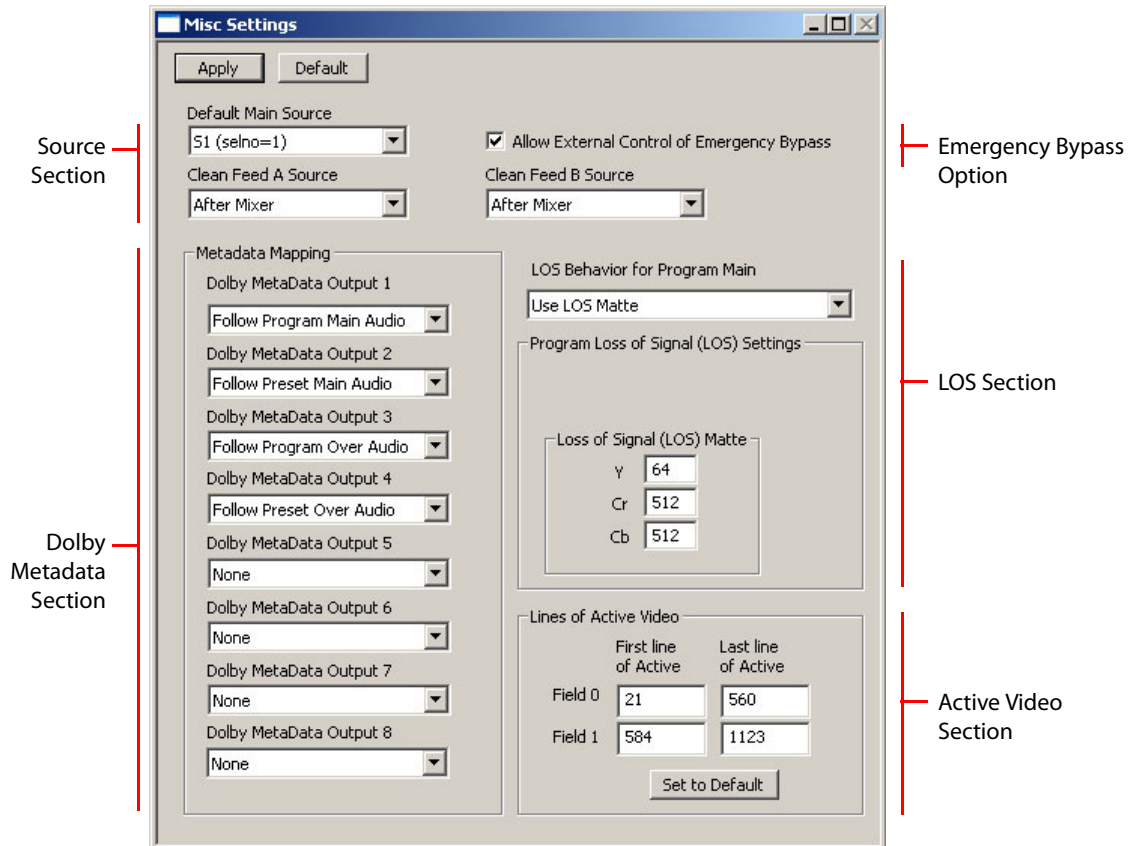 Misc Settings
Apply Default
Default Main Source
S1 (selno=1)
Allow External Control of Emergency Bypass
Clean Feed A Source
Clean Feed B Source
After Mixer
After Mixer
Source
Section
Emergency Bypass
Option
Metadata Mapping
Dolby MetaData Output 1
Follow Program Main Audio
Dolby MetaData Output 2
Follow Preset Main Audio
Dolby MetaData Output 3
Follow Program Over Audio
Dolby MetaData Output 4
Follow Preset Over Audio
Dolby MetaData Output 5
None
Dolby MetaData Output 6
None
Dolby MetaData Output 7
None
Dolby MetaData Output 8
None
Dolby
Metadada
Section
LOS Behavior for Program Main
Use LOS Matte
Program Loss of Signal (LOS) Settings
Loss of Signal (LOS) Matte
Y 64
Cr 512
Cb 512
LOS Section
Lines of Active Video
First line
of Active
Last line
of Active
Field 0 21 560
Field 1 584 1123
Set to Default
Active Video
Section